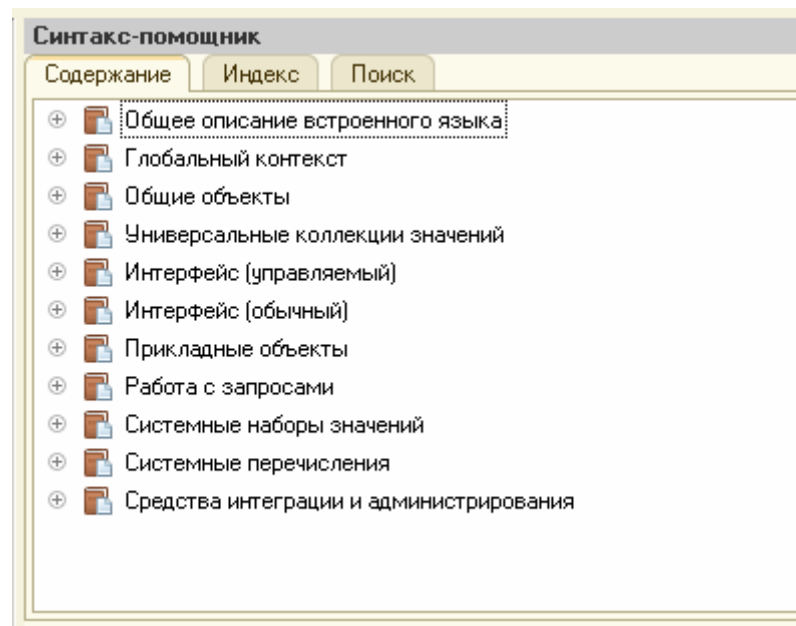 Синтакс-помощник
Содержание Индекс Поиск
Общее описание встроенного языка
Глобальный контекст
Общие объекты
Универсальные коллекции значений
Интерфейс (управляемый)
Интерфейс (обычный)
Прикладные объекты
Работа с запросами
Системные наборы значений
Системные перечисления
Средства интеграции и администрирования